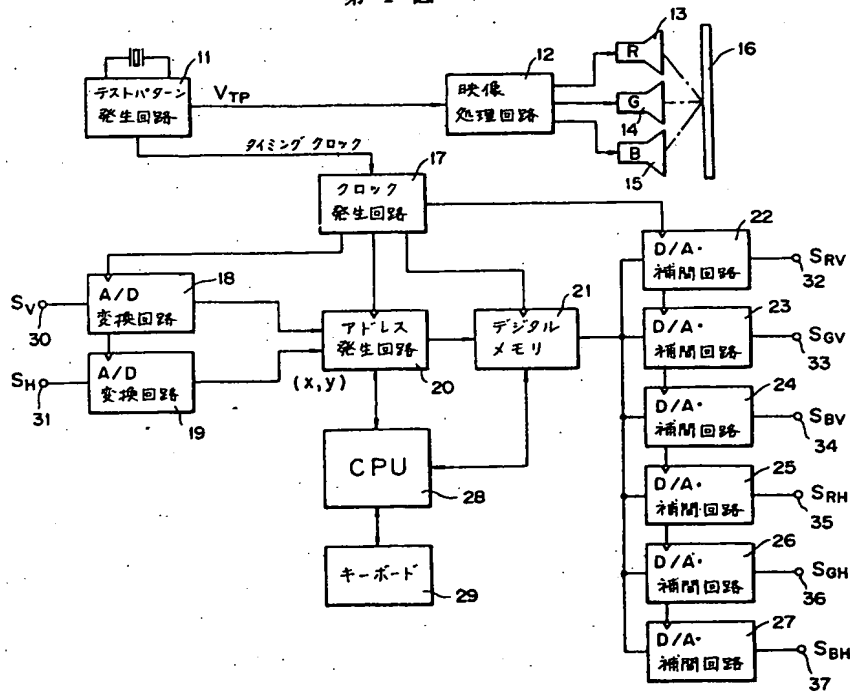 第 1 図
11
テストパターン
発生回路
VTP
12
映像
処理回路
R
13
G
14
B
15
16
タイミング クロック
17
クロック
発生回路
SV
30
A/D
変換回路
18
SH
31
A/D
変換回路
19
アドレス
発生回路
(x,y)
20
デジタル
メモリ
21
CPU
28
キーボード
29
D/A・
補間回路
22
SRV
32
D/A・
補間回路
23
SGV
33
D/A・
補間回路
24
SBV
34
D/A・
補間回路
25
SRH
35
D/A・
補間回路
26
SGH
36
D/A・
補間回路
27
SBH
37